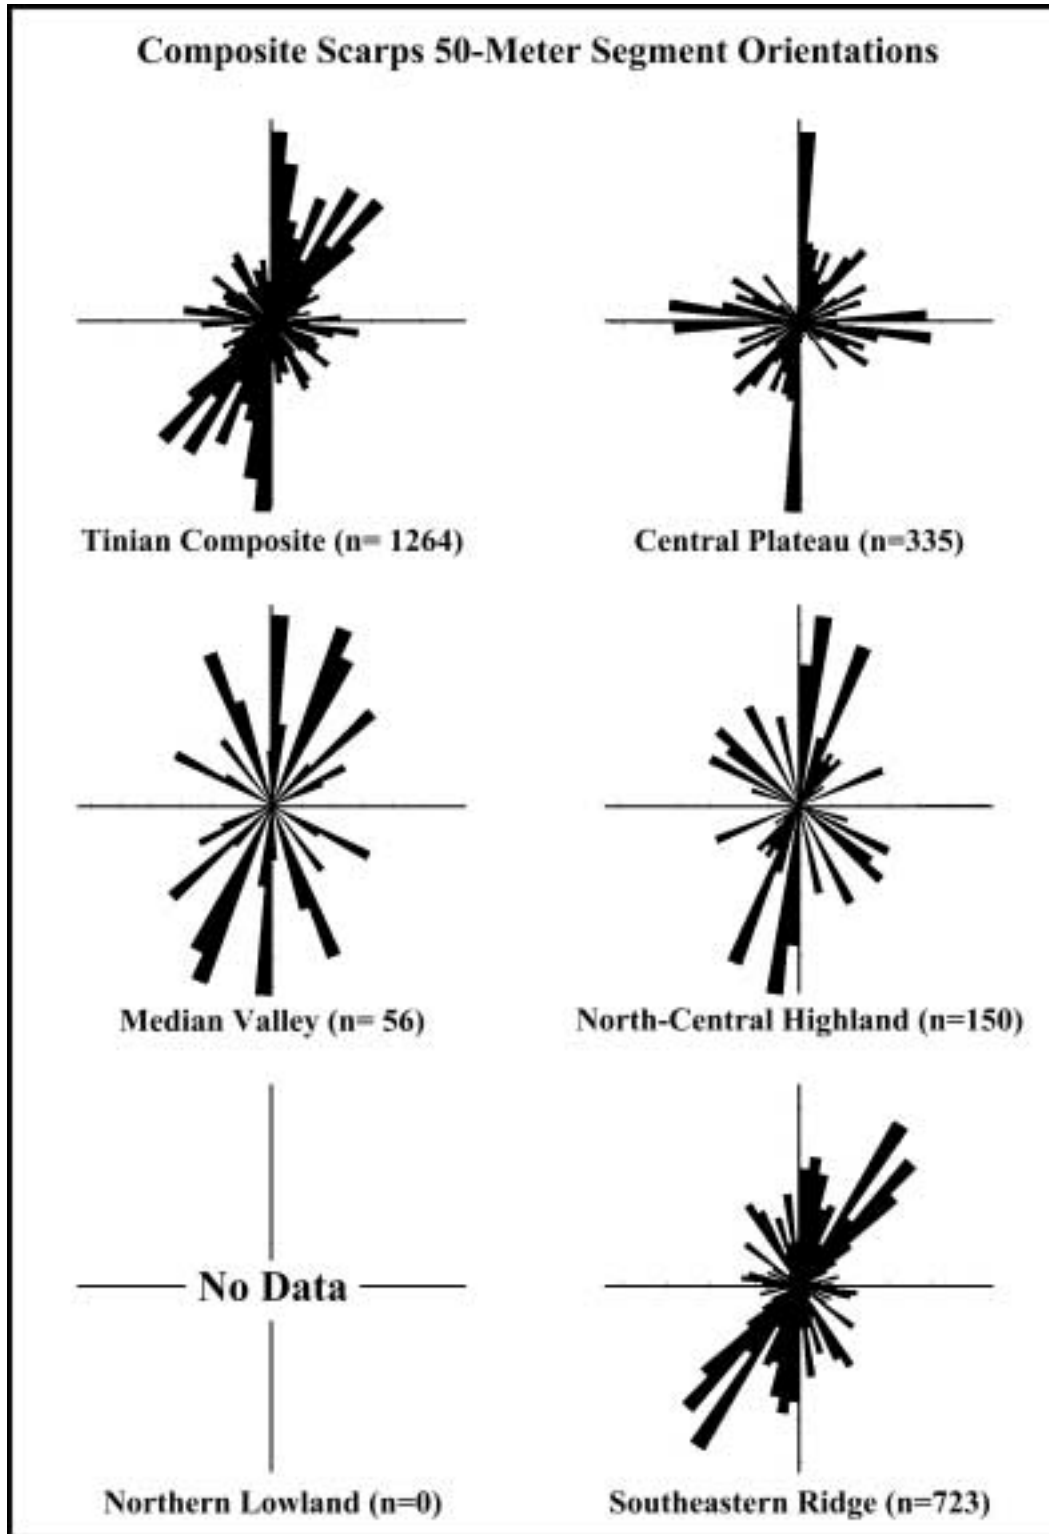 Composite Scarps 50-Meter Segment Orientations
Tinian Composite (n= 1264)
Central Plateau (n=335)
Median Valley (n= 56)
North-Central Highland (n=150)
No Data
Northern Lowland (n=0)
Southeastern Ridge (n=723)